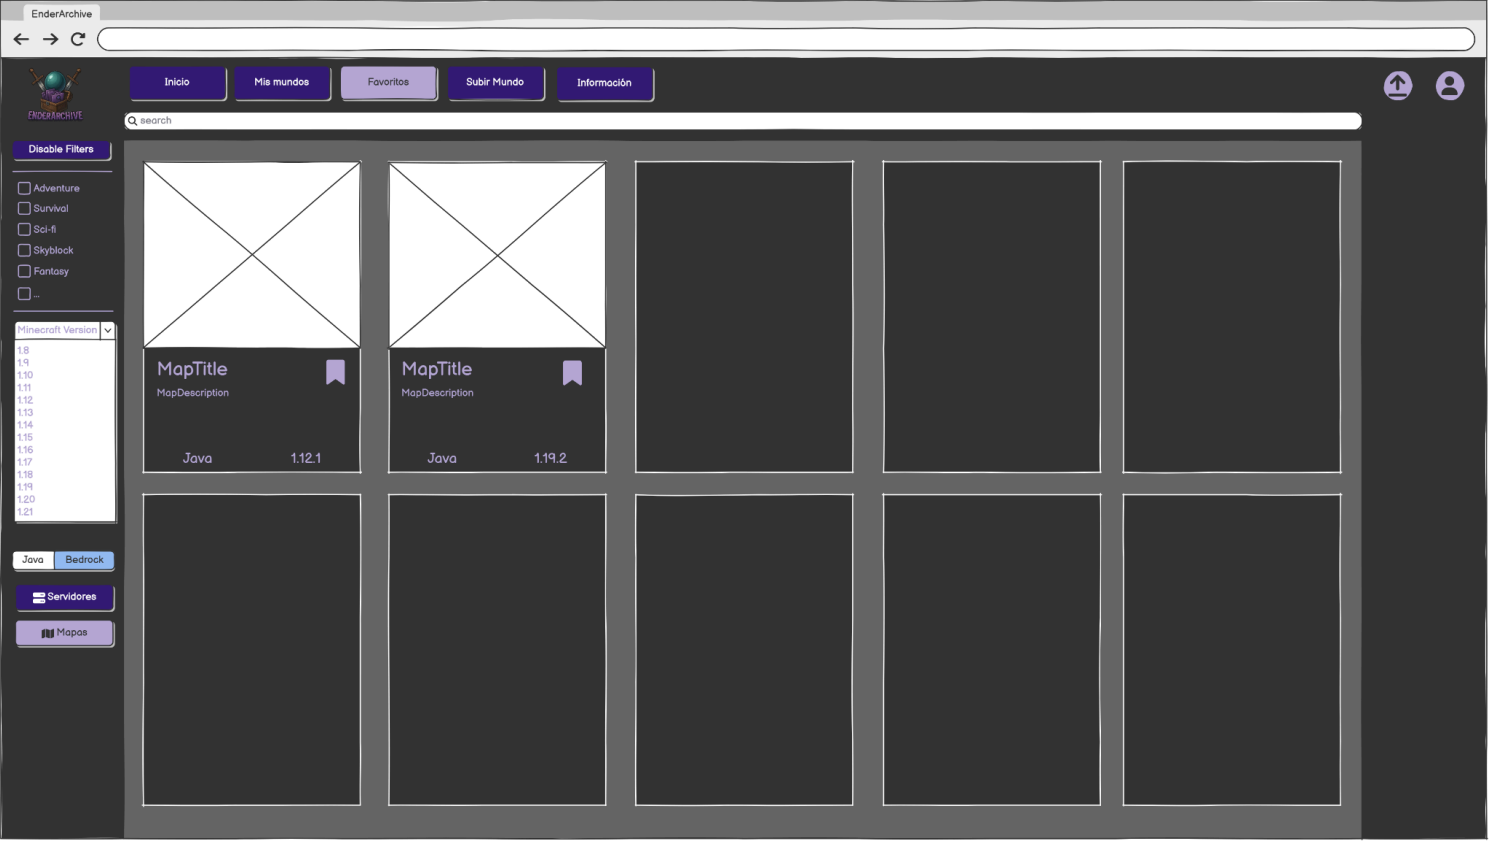 EnderArchive
ENDERARCHIVE
Inicio
Mis mundos
Favoritos
Subir Mundo
Información
search
Disable Filters
Adventure
Survival
Sci-fi
Skyblock
Fantasy
...
Minecraft Version
1.8
1.9
1.10
1.11
1.12
1.13
1.14
1.15
1.16
1.17
1.18
1.19
1.20
1.21
Java Bedrock
Servidores
Mapas
MapTitle
MapDescription
Java 1.12.1
MapTitle
MapDescription
Java 1.19.2